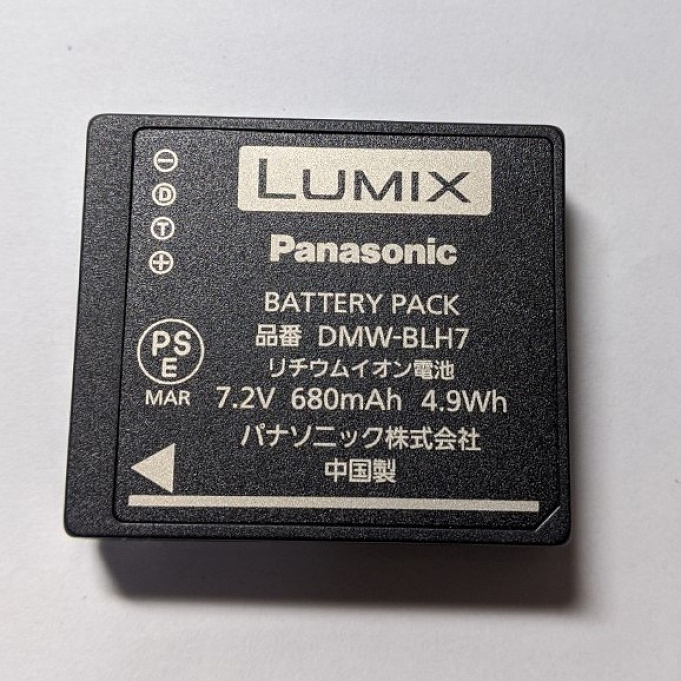 LUMIX
Panasonic
BATTERY PACK
品番 DMW-BLH7
リチウムイオン電池
7.2V 680mAh 4.9Wh
パナソニック株式会社
中国製
⊖
Ⓓ
Ⓣ
⊕
PS
E
MAR